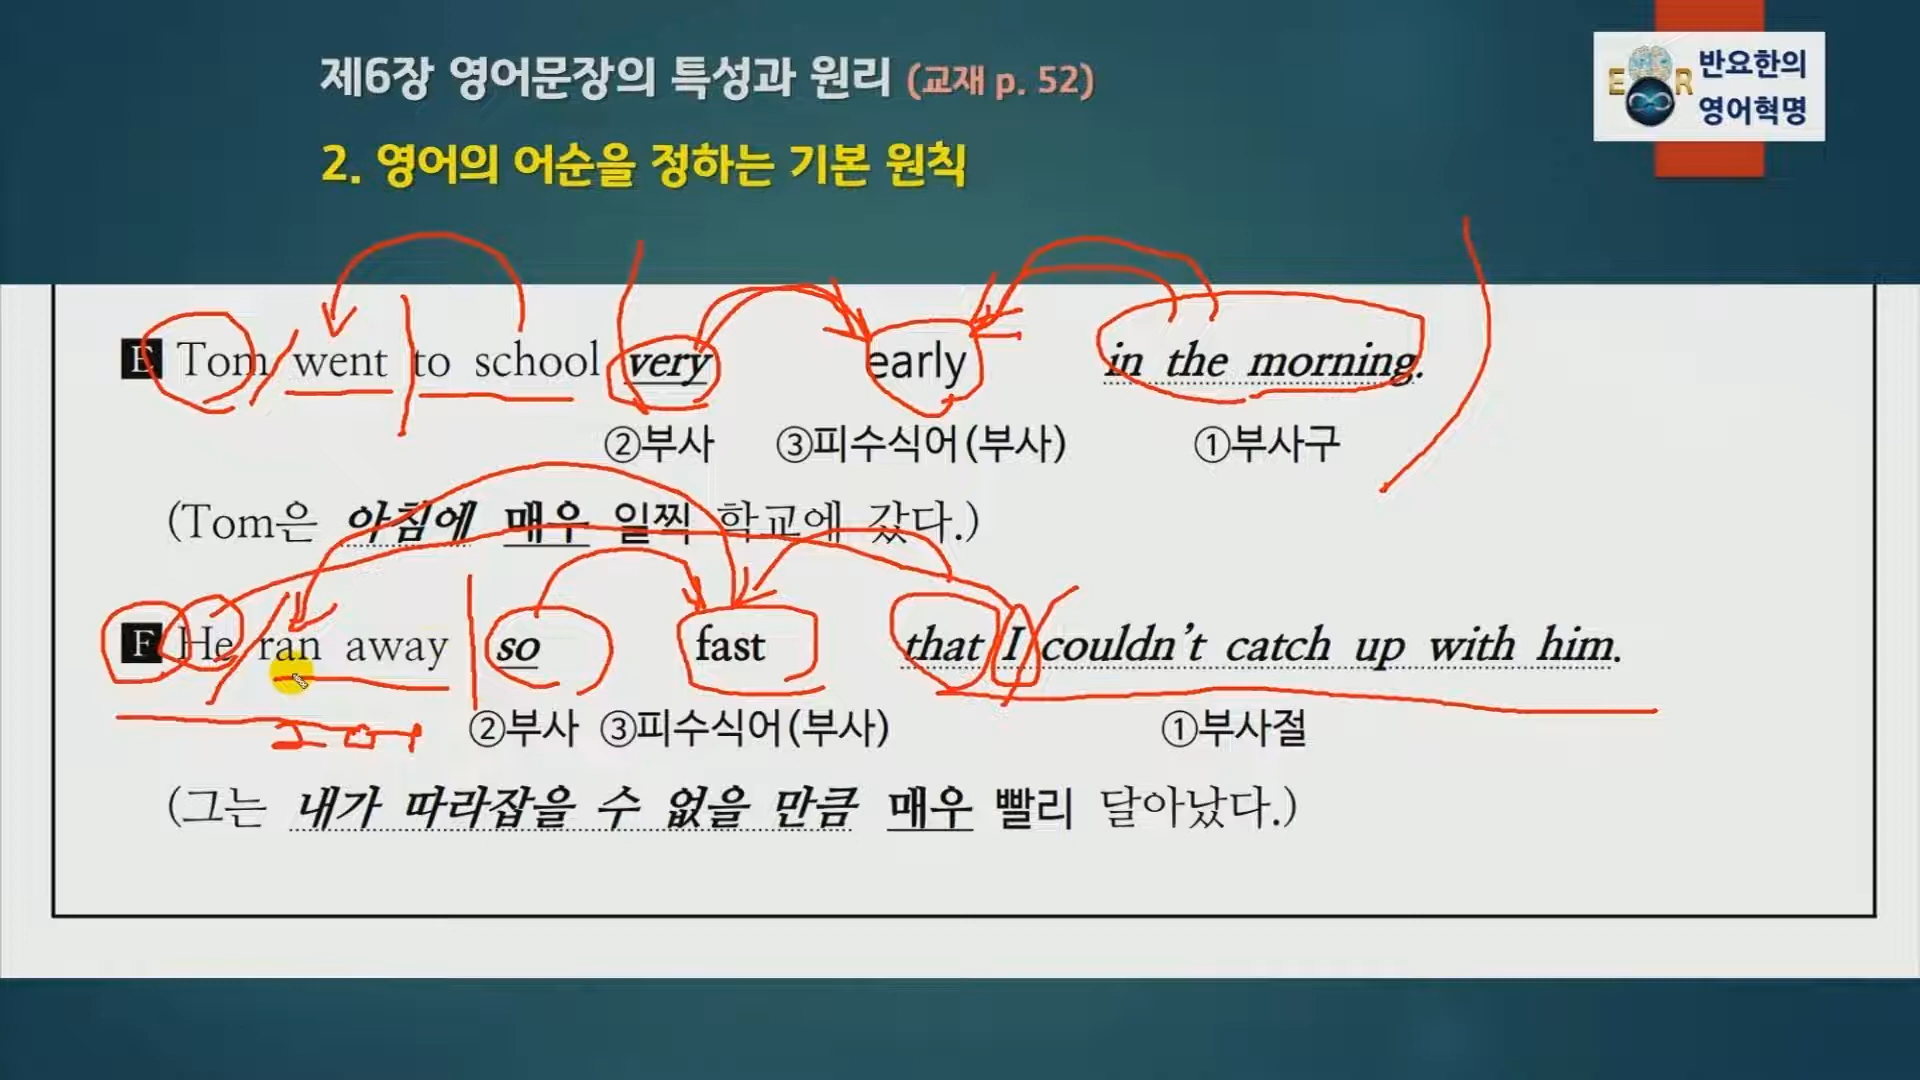 제6장 영어문장의 특성과 원리 (교재 p. 52)
E R 반요한의
영어혁명
2. 영어의 어순을 정하는 기본 원칙
E Tom went to school very early in the morning.
②부사 ③피수식어(부사) ①부사구
(Tom은 아침에 매우 일찍 학교에 갔다.)
F He ran away so fast that I couldn't catch up with him.
②부사 ③피수식어(부사) ①부사절
(그는 내가 따라잡을 수 없을 만큼 매우 빨리 달아났다.)